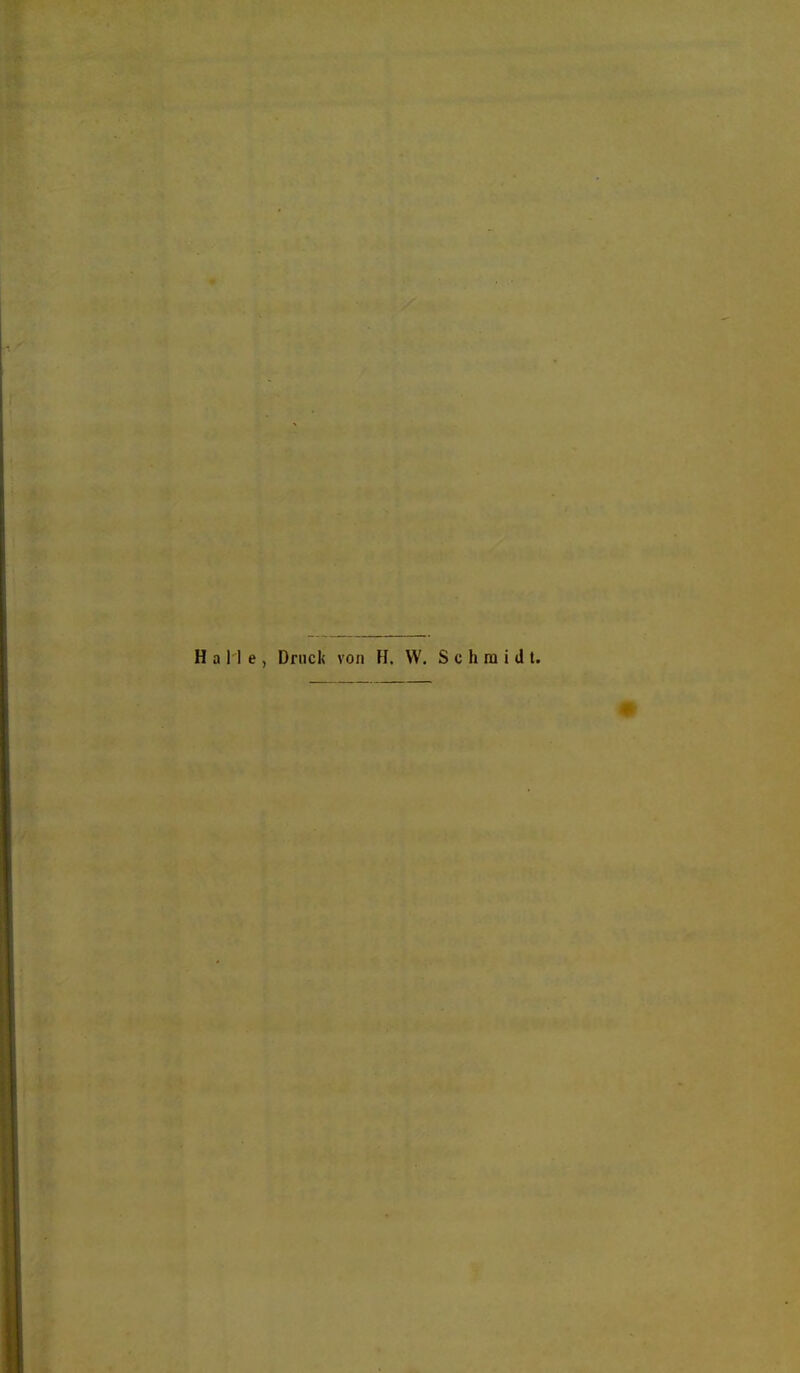 Halle, Druck von H. W. Schmidt.